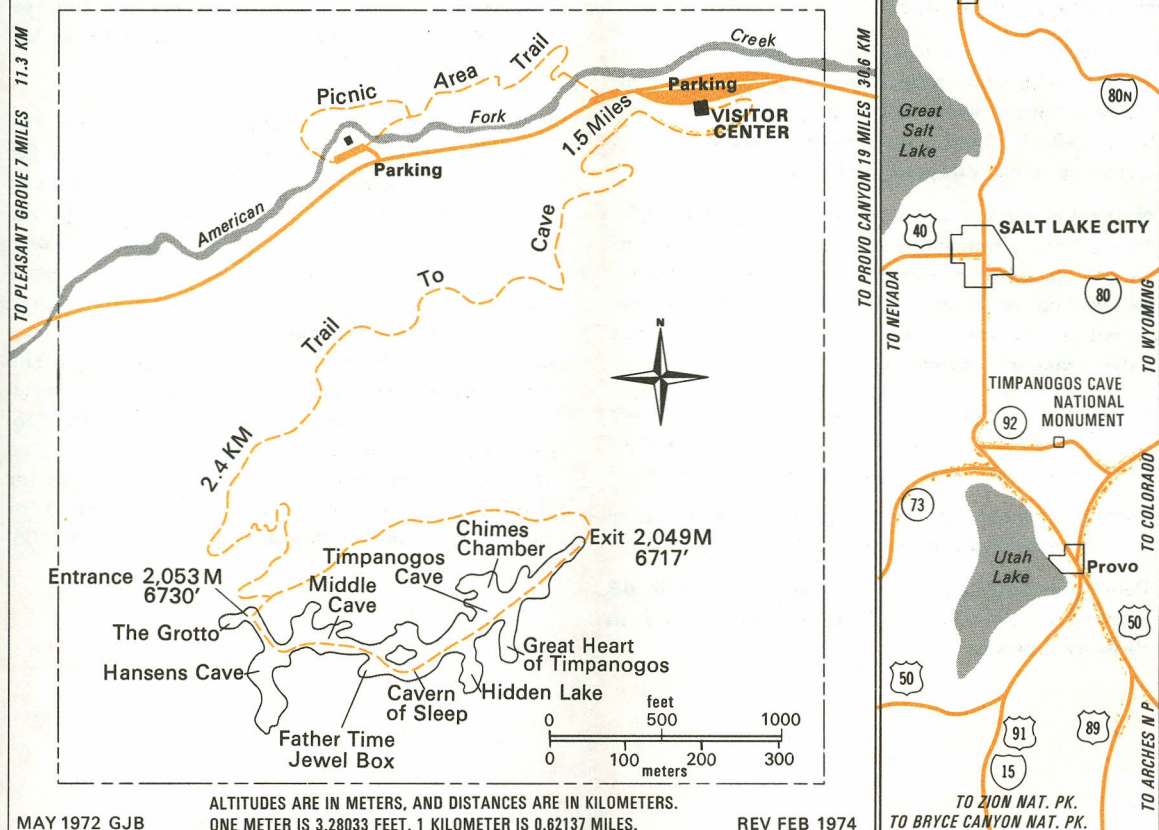 TO PLEASANT GROVE 7 MILES 11.3 KM
Picnic
Area
Trail
Creek
Parking
Fork
1.5 Miles
VISITOR
CENTER
Parking
American
Cave
To
Trail
2.4 KM
N
Chimes
Chamber
Exit 2,049M
6717'
Timpanogos
Cave
Entrance 2,053 M
6730'
Middle
Cave
The Grotto
Hansens Cave
Great Heart
of Timpanogos
Cavern
of Sleep
Hidden Lake
Father Time
Jewel Box
feet
0 500 1000
0 100 200 300
meters
TO PROVO CANYON 19 MILES 30.6 KM
ALTITUDES ARE IN METERS, AND DISTANCES ARE IN KILOMETERS.
ONE METER IS 3.28033 FEET. 1 KILOMETER IS 0.62137 MILES.
MAY 1972 GJB
REV FEB 1974
80N
Great
Salt
Lake
40
SALT LAKE CITY
80
TO NEVADA
TO WYOMING
TIMPANOGOS CAVE
NATIONAL
MONUMENT
92
73
TO COLORADO
Utah
Lake
Provo
50
50
91
89
15
TO ARCHES N P
TO ZION NAT. PK.
TO BRYCE CANYON NAT. PK.